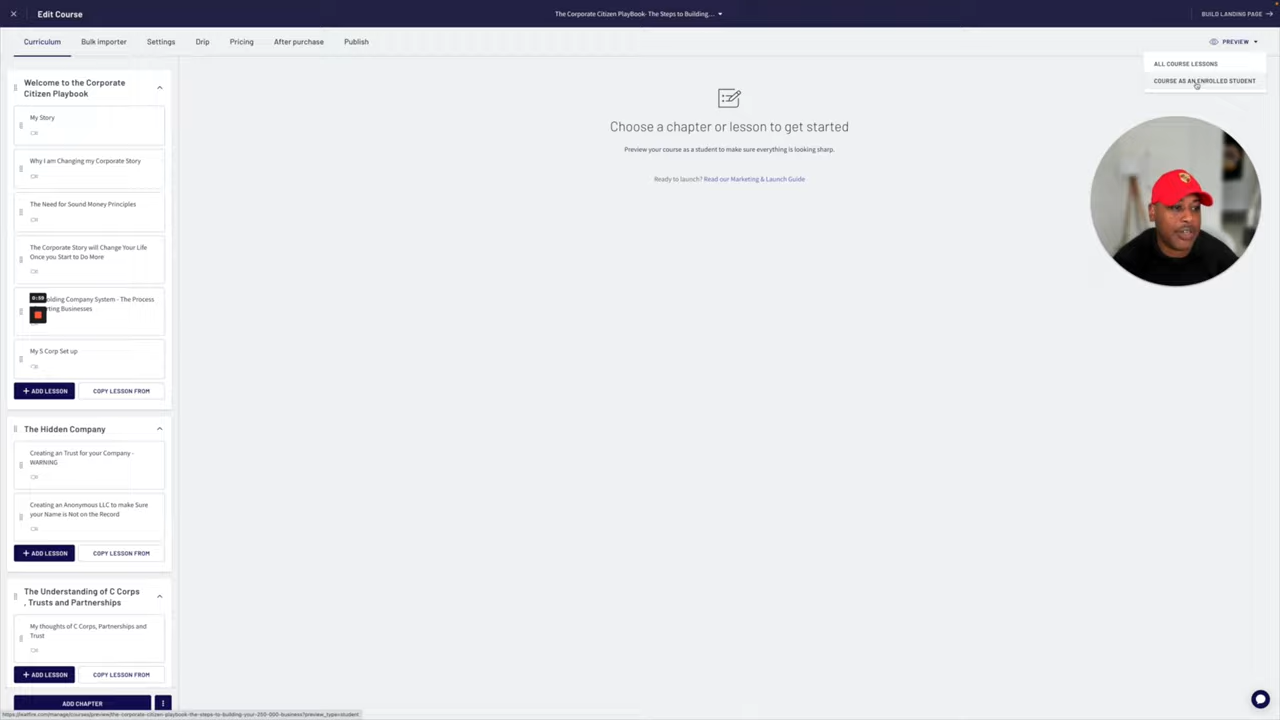 Edit Course
The Corporate Citizen PlayBook- The Steps to Building...
BUILD LANDING PAGE
Curriculum
Bulk importer
Settings
Drip
Pricing
After purchase
Publish
PREVIEW
ALL COURSE LESSONS
COURSE AS AN ENROLLED STUDENT
Welcome to the Corporate
Citizen Playbook
My Story
Why I am Changing my Corporate Story
The Need for Sound Money Principles
The Corporate Story will Change Your Life
Once you Start to Do More
0:55
olding Company System - The Process
rting Businesses
My S Corp Set up
+ ADD LESSON
COPY LESSON FROM
The Hidden Company
Creating an Trust for your Company -
WARNING
Creating an Anonymous LLC to make Sure
your Name is Not on the Record
+ ADD LESSON
COPY LESSON FROM
The Understanding of C Corps
, Trusts and Partnerships
My thoughts of C Corps, Partnerships and
Trust
+ ADD LESSON
COPY LESSON FROM
ADD CHAPTER
Choose a chapter or lesson to get started
Preview your course as a student to make sure everything is looking sharp.
Ready to launch? Read our Marketing & Launch Guide